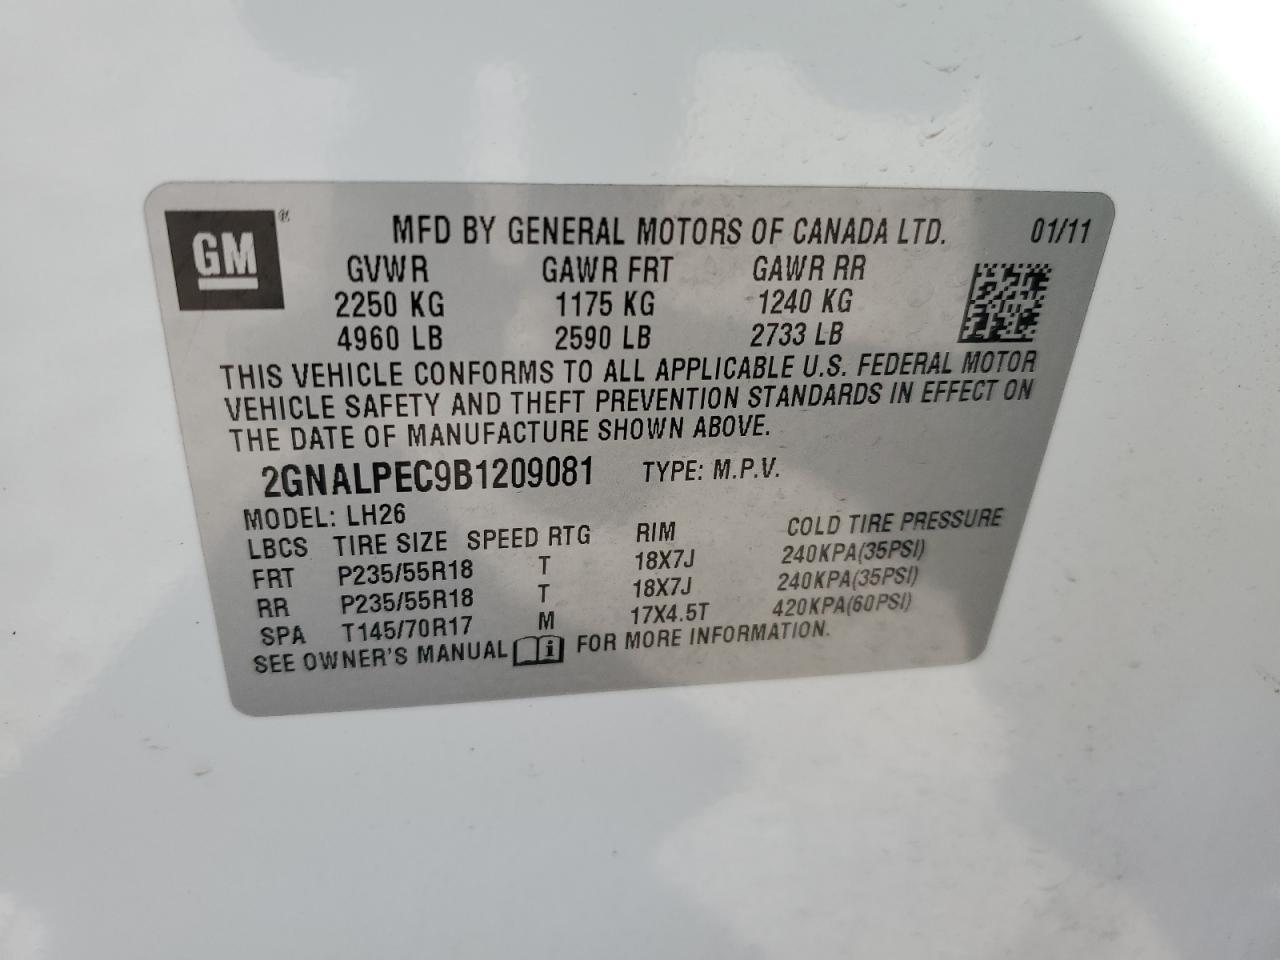 GM ® MFD BY GENERAL MOTORS OF CANADA LTD. 01/11
GVWR GAWR FRT GAWR RR
2250 KG 1175 KG 1240 KG
4960 LB 2590 LB 2733 LB
THIS VEHICLE CONFORMS TO ALL APPLICABLE U.S. FEDERAL MOTOR
VEHICLE SAFETY AND THEFT PREVENTION STANDARDS IN EFFECT ON
THE DATE OF MANUFACTURE SHOWN ABOVE.
2GNALPEC9B1209081 TYPE: M.P.V.
MODEL: LH26
LBCS TIRE SIZE SPEED RTG RIM COLD TIRE PRESSURE
FRT P235/55R18 T 18X7J 240KPA(35PSI)
RR P235/55R18 T 18X7J 240KPA(35PSI)
SPA T145/70R17 M 17X4.5T 420KPA(60PSI)
SEE OWNER'S MANUAL i FOR MORE INFORMATION.